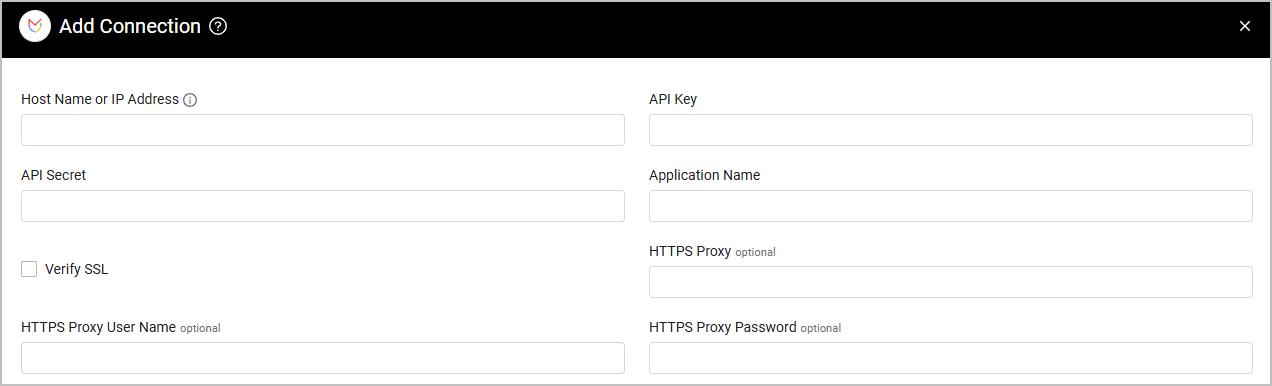 Add Connection
Host Name or IP Address
API Key
API Secret
Application Name
Verify SSL
HTTPS Proxy optional
HTTPS Proxy User Name optional
HTTPS Proxy Password optional